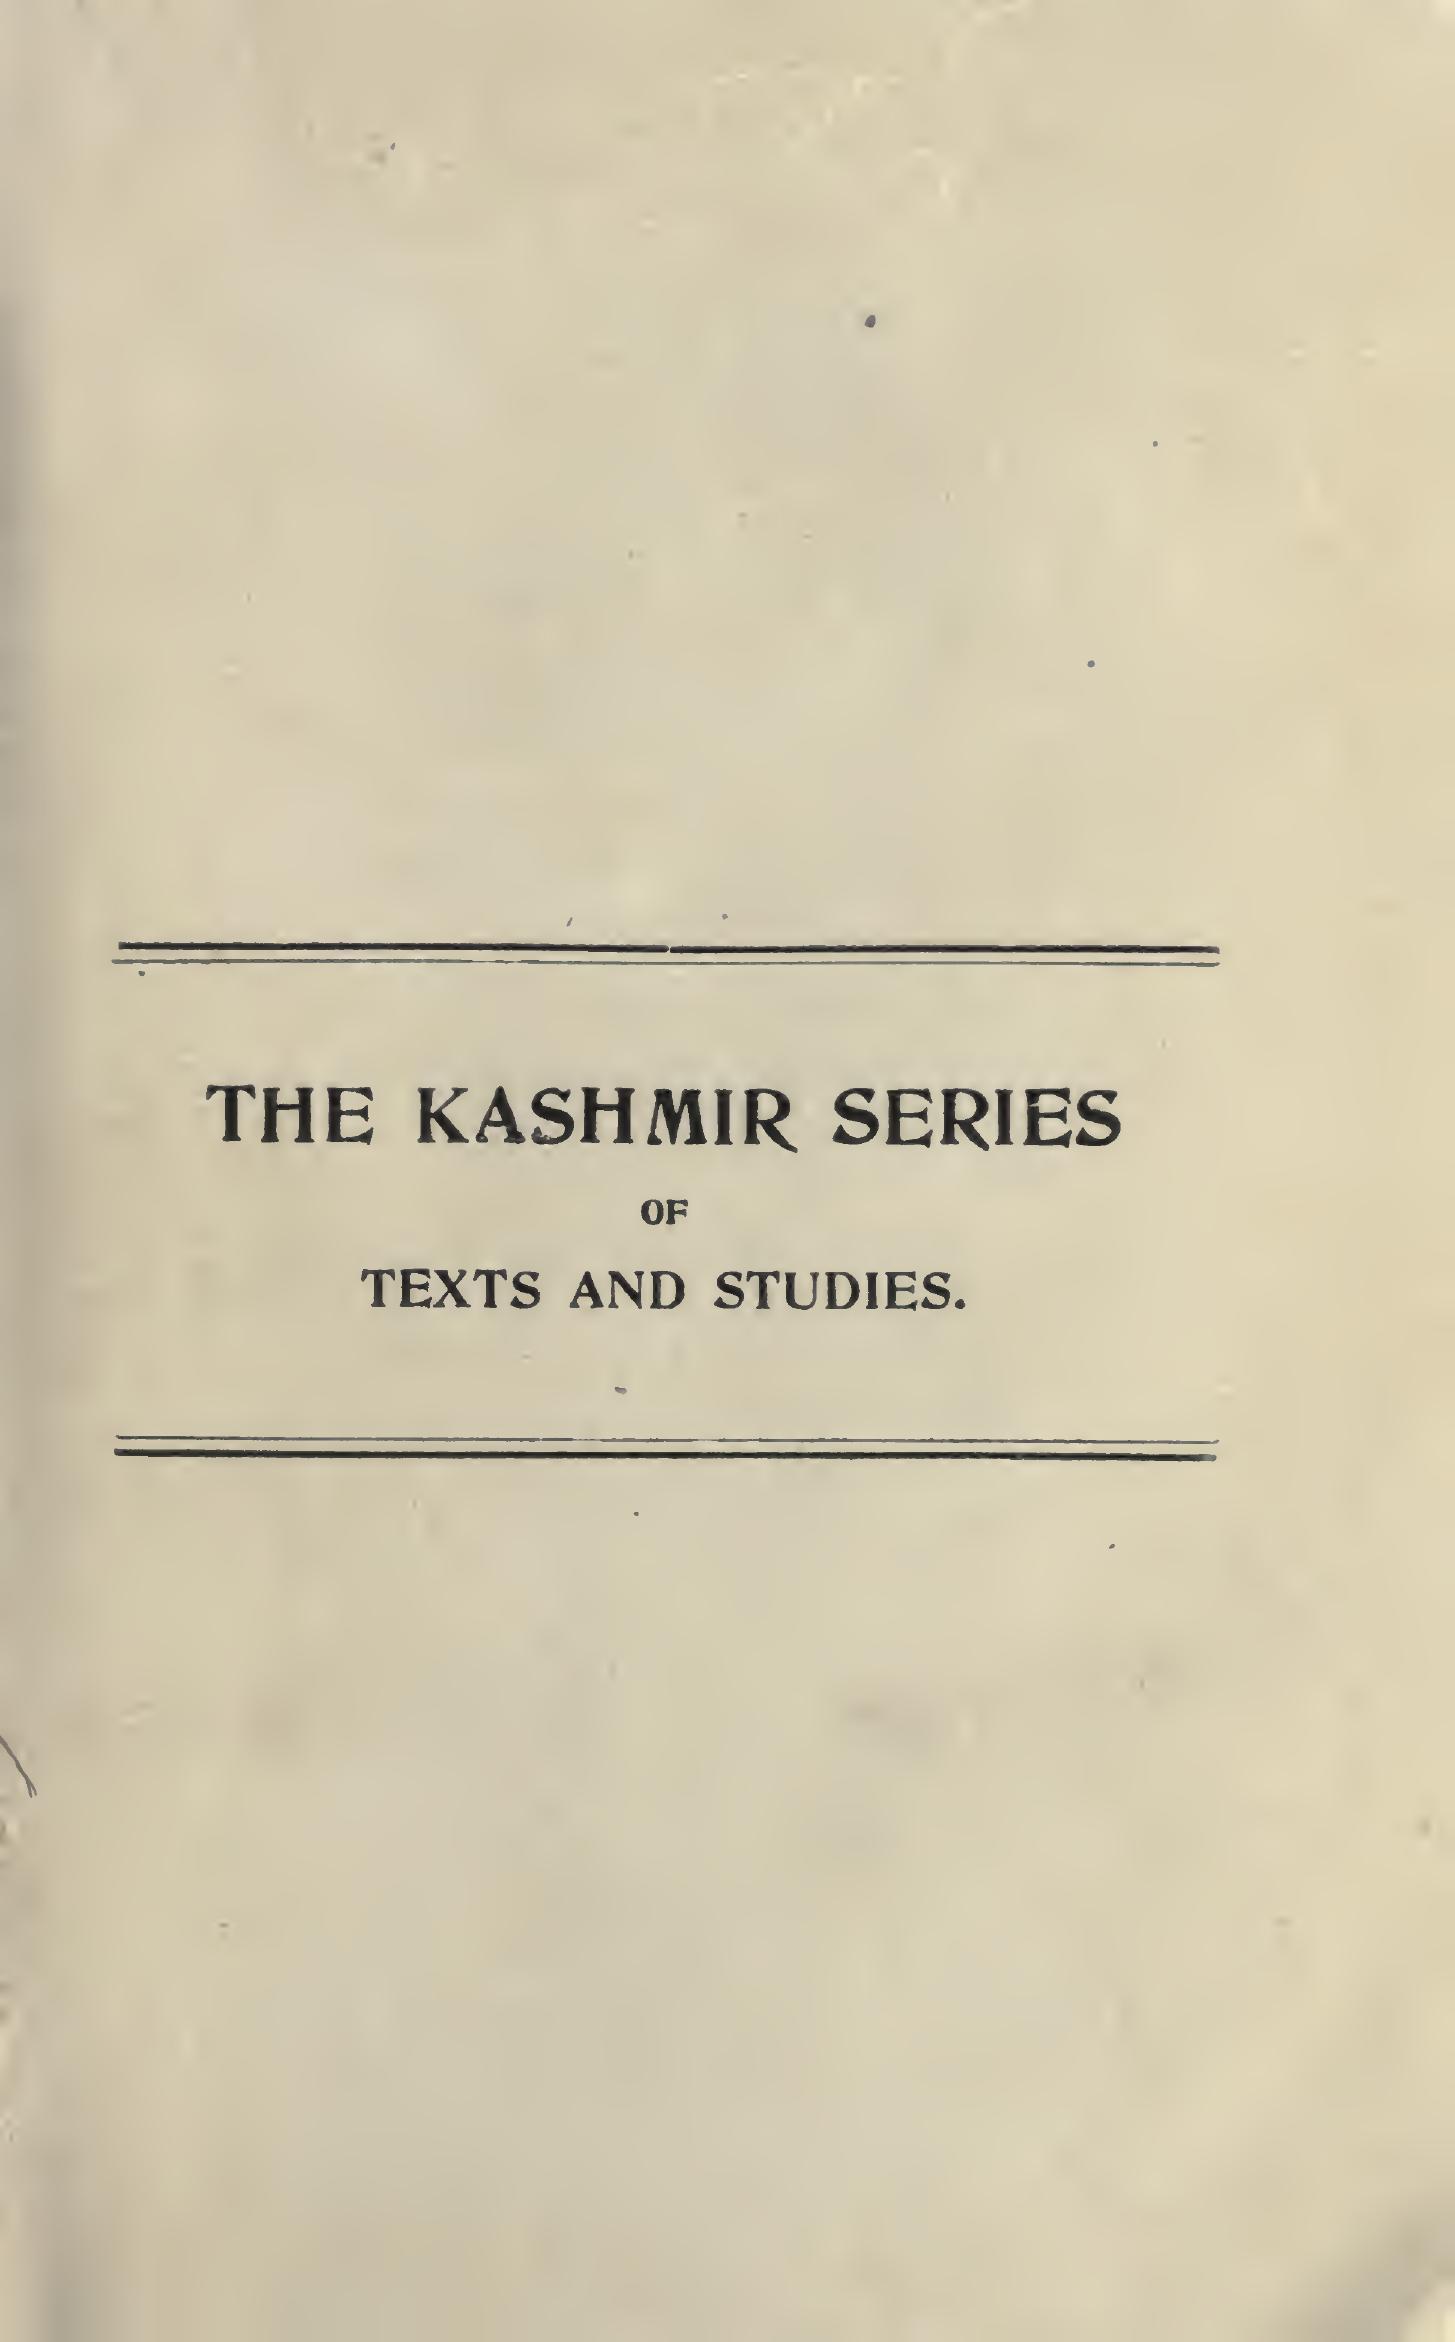 THE KASHMIR SERIES
OF
TEXTS AND STUDIES.